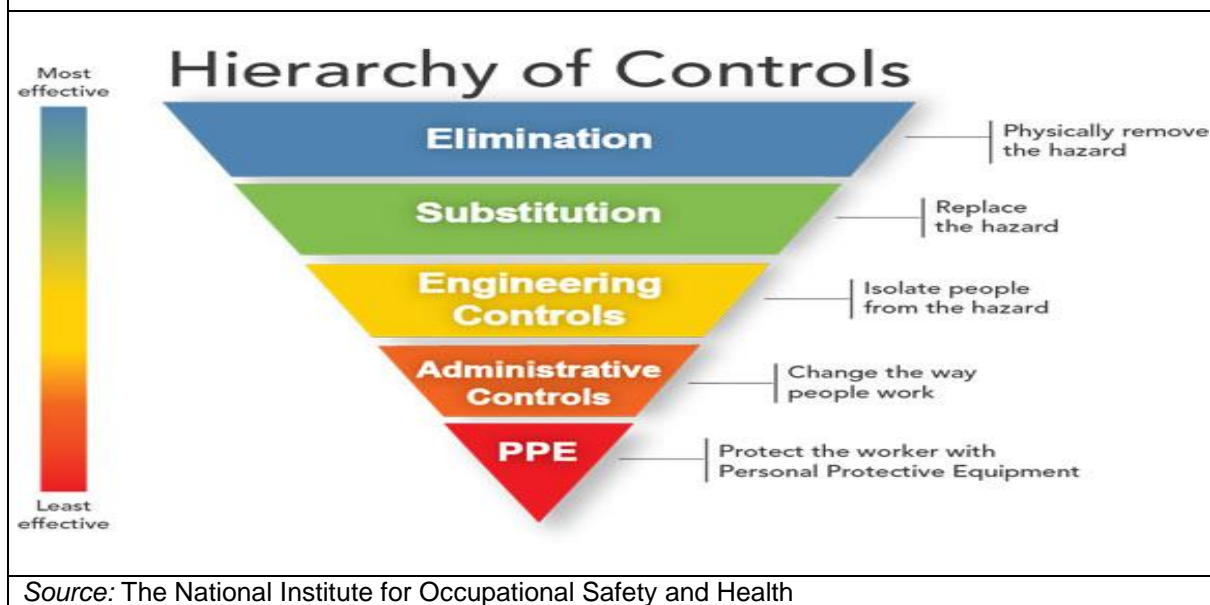 Hierarchy of Controls
Most
effective
Elimination
Physically remove
the hazard
Substitution
Replace
the hazard
Engineering
Controls
Isolate people
from the hazard
Administrative
Controls
Change the way
people work
PPE
Protect the worker with
Personal Protective Equipment
Least
effective
Source: The National Institute for Occupational Safety and Health